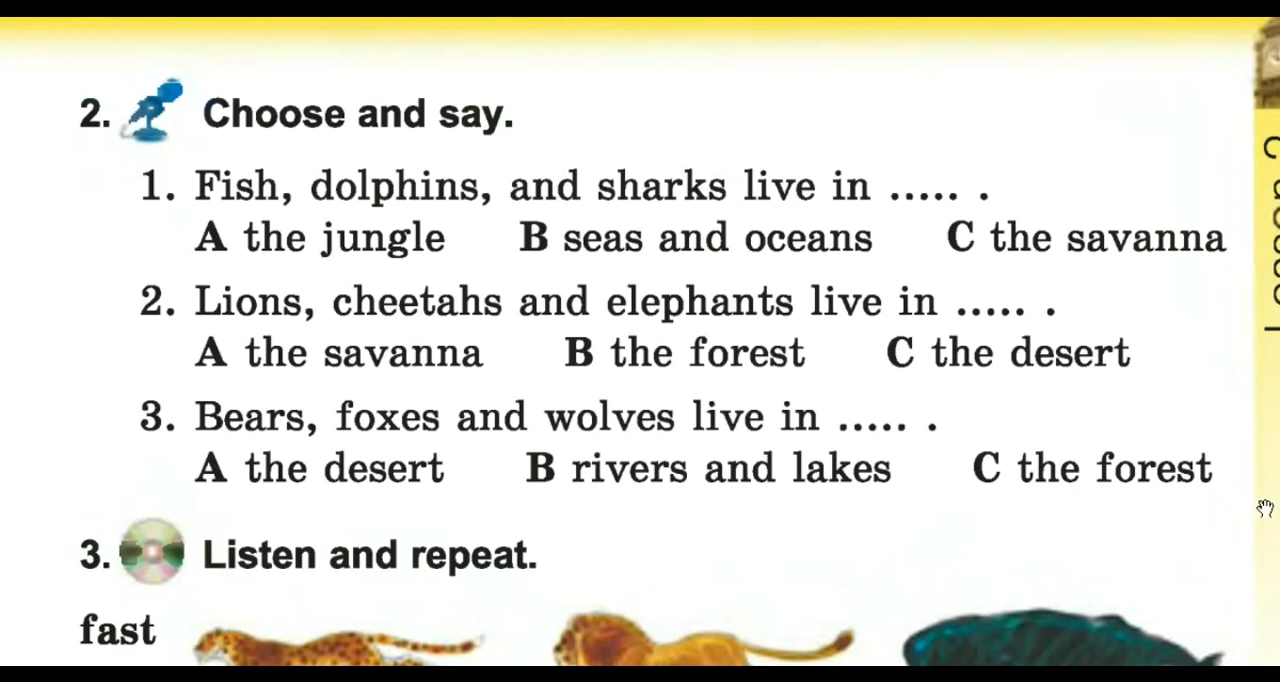 2. Choose and say.
1. Fish, dolphins, and sharks live in ..... .
A the jungle B seas and oceans C the savanna
2. Lions, cheetahs and elephants live in ..... .
A the savanna B the forest C the desert
3. Bears, foxes and wolves live in ..... .
A the desert B rivers and lakes C the forest
3. Listen and repeat.
fast